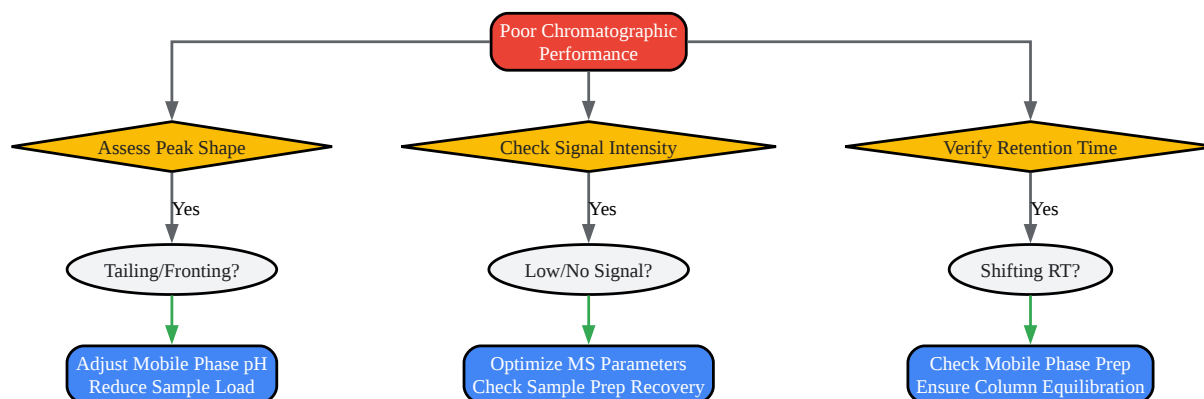 Poor Chromatographic
Performance
Assess Peak Shape
Check Signal Intensity
Verify Retention Time
Yes
Yes
Yes
Tailing/Fronting?
Low/No Signal?
Shifting RT?
Adjust Mobile Phase pH
Reduce Sample Load
Optimize MS Parameters
Check Sample Prep Recovery
Check Mobile Phase Prep
Ensure Column Equilibration